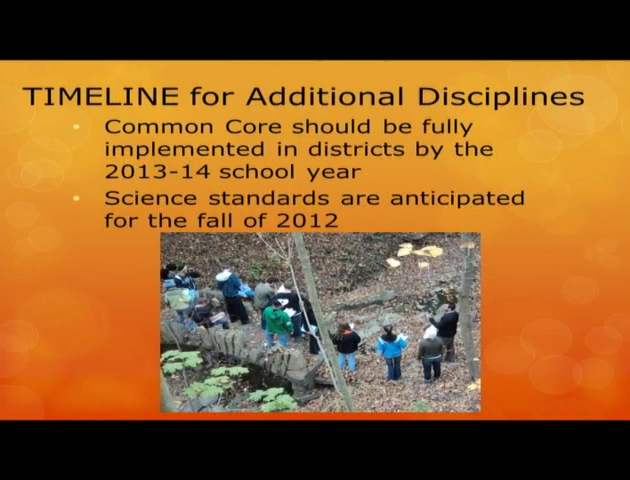 TIMELINE for Additional Disciplines
• Common Core should be fully
implemented in districts by the
2013-14 school year
• Science standards are anticipated
for the fall of 2012